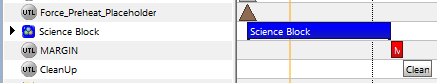 UTL Force_Preheat_Placeholder
Science Block Science Block
UTL MARGIN M
UTL CleanUp Clean